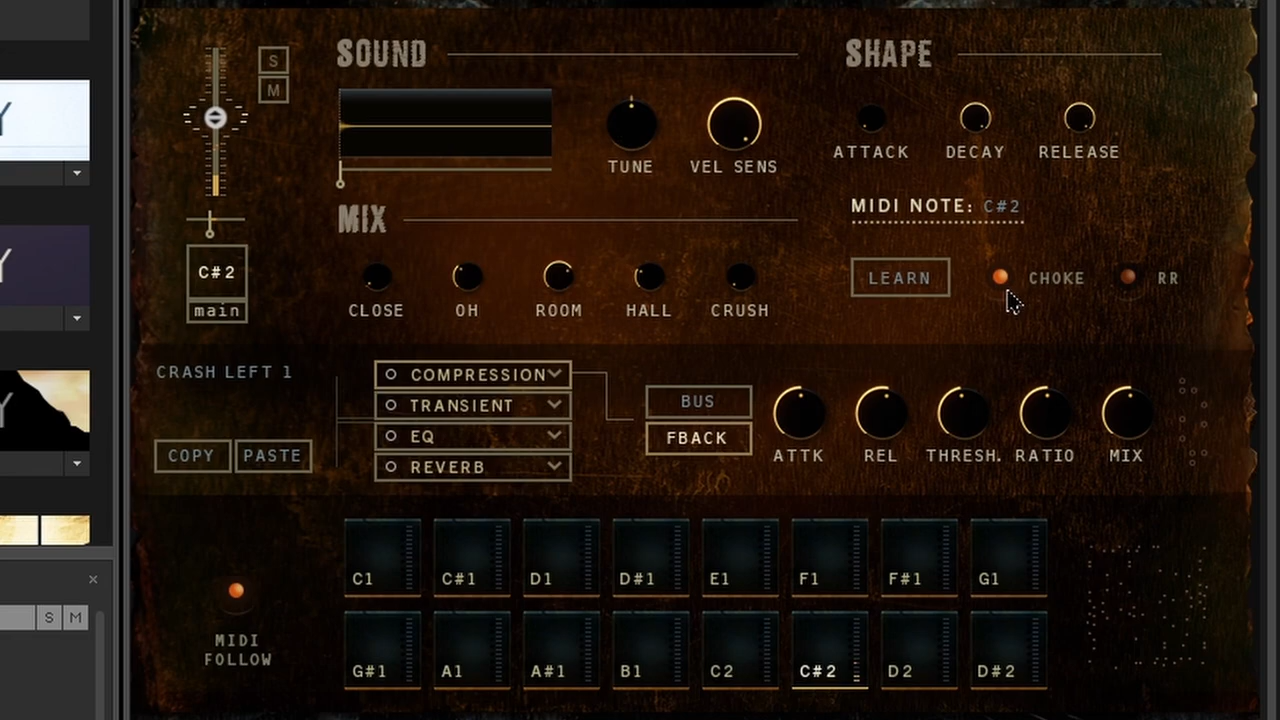 SOUND
SHAPE
S
M
Y
TUNE
VEL SENS
ATTACK
DECAY
RELEASE
MIDI NOTE: C#2
MIX
C#2
main
CLOSE
OH
ROOM
HALL
CRUSH
LEARN
CHOKE
RR
Y
CRASH LEFT 1
COMPRESSION
TRANSIENT
EQ
REVERB
BUS
FBACK
ATTK
REL
THRESH.
RATIO
MIX
Y
COPY
PASTE
C1
C#1
D1
D#1
E1
F1
F#1
G1
S
M
MIDI
FOLLOW
G#1
A1
A#1
B1
C2
C#2
D2
D#2